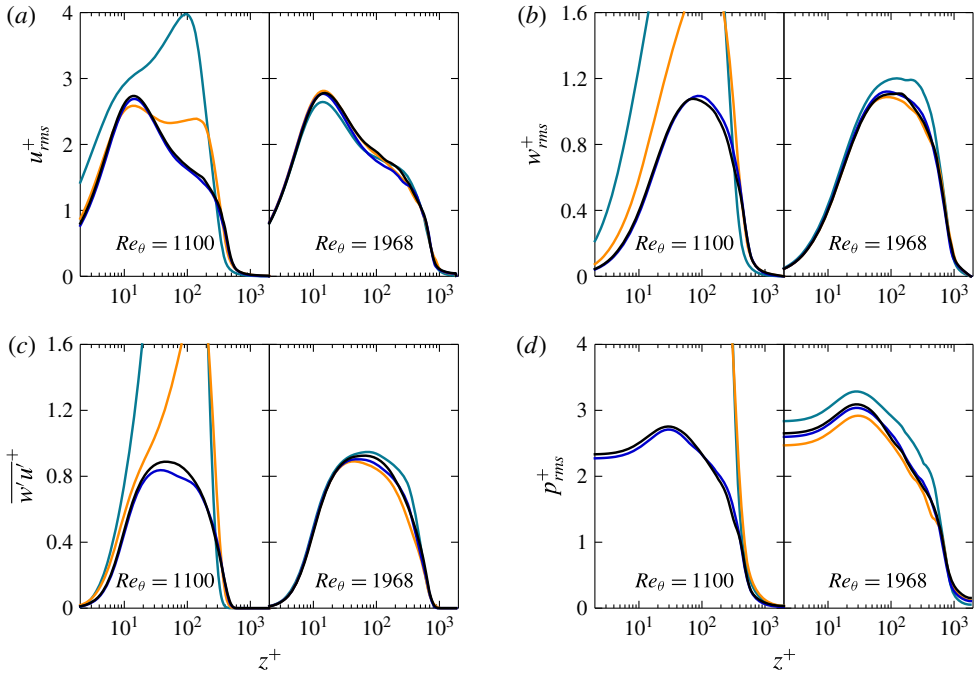 (a)
4
3
2
1
0
u⁺rms
Reθ = 1100
Reθ = 1968
10¹ 10² 10³ 10¹ 10² 10³
(b)
1.6
1.2
0.8
0.4
0
w⁺rms
Reθ = 1100
Reθ = 1968
10¹ 10² 10³ 10¹ 10² 10³
(c)
1.6
1.2
0.8
0.4
0
w′u′⁺
Reθ = 1100
Reθ = 1968
10¹ 10² 10³ 10¹ 10² 10³
z⁺
(d)
4
3
2
1
0
p⁺rms
Reθ = 1100
Reθ = 1968
10¹ 10² 10³ 10¹ 10² 10³
z⁺